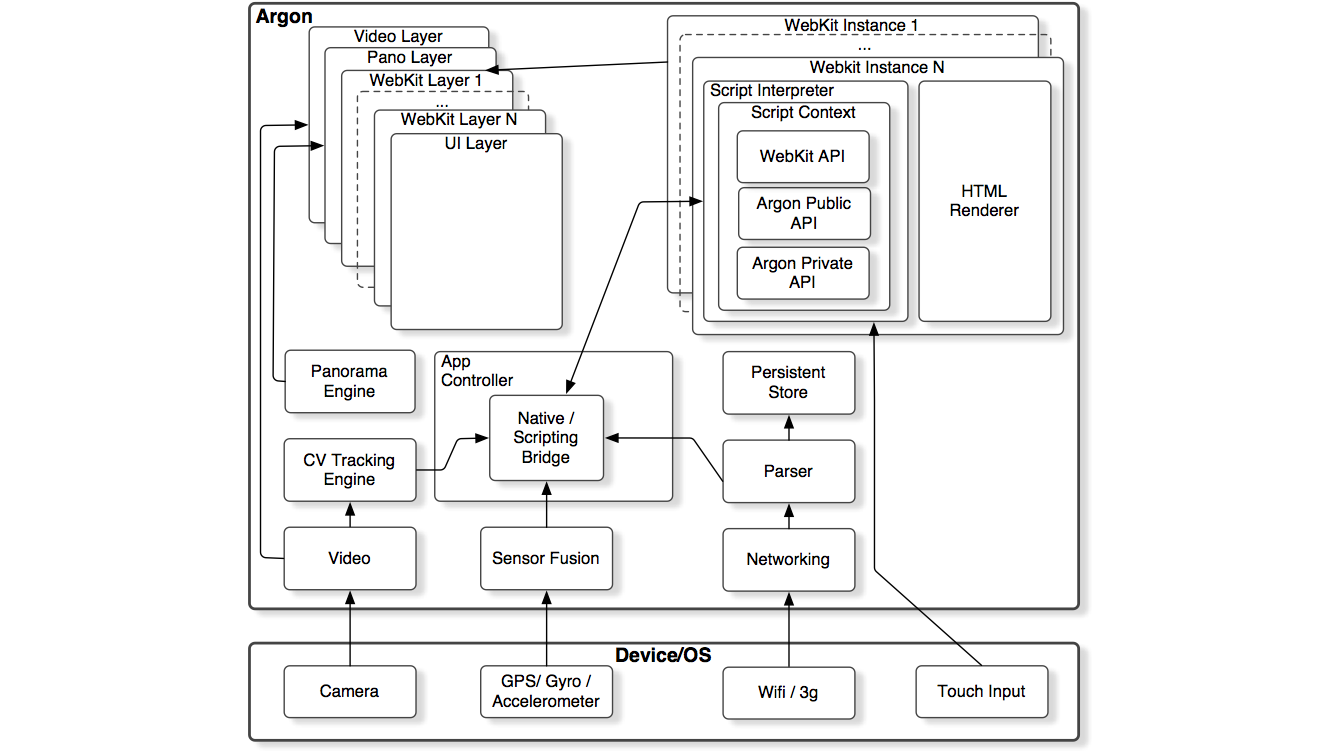 Argon
Video Layer
Pano Layer
WebKit Layer 1
...
WebKit Layer N
UI Layer
WebKit Instance 1
...
Webkit Instance N
Script Interpreter
Script Context
WebKit API
Argon Public
API
Argon Private
API
HTML
Renderer
Panorama
Engine
App
Controller
Native /
Scripting
Bridge
Persistent
Store
CV Tracking
Engine
Parser
Video
Sensor Fusion
Networking
Device/OS
Camera
GPS/ Gyro /
Accelerometer
Wifi / 3g
Touch Input